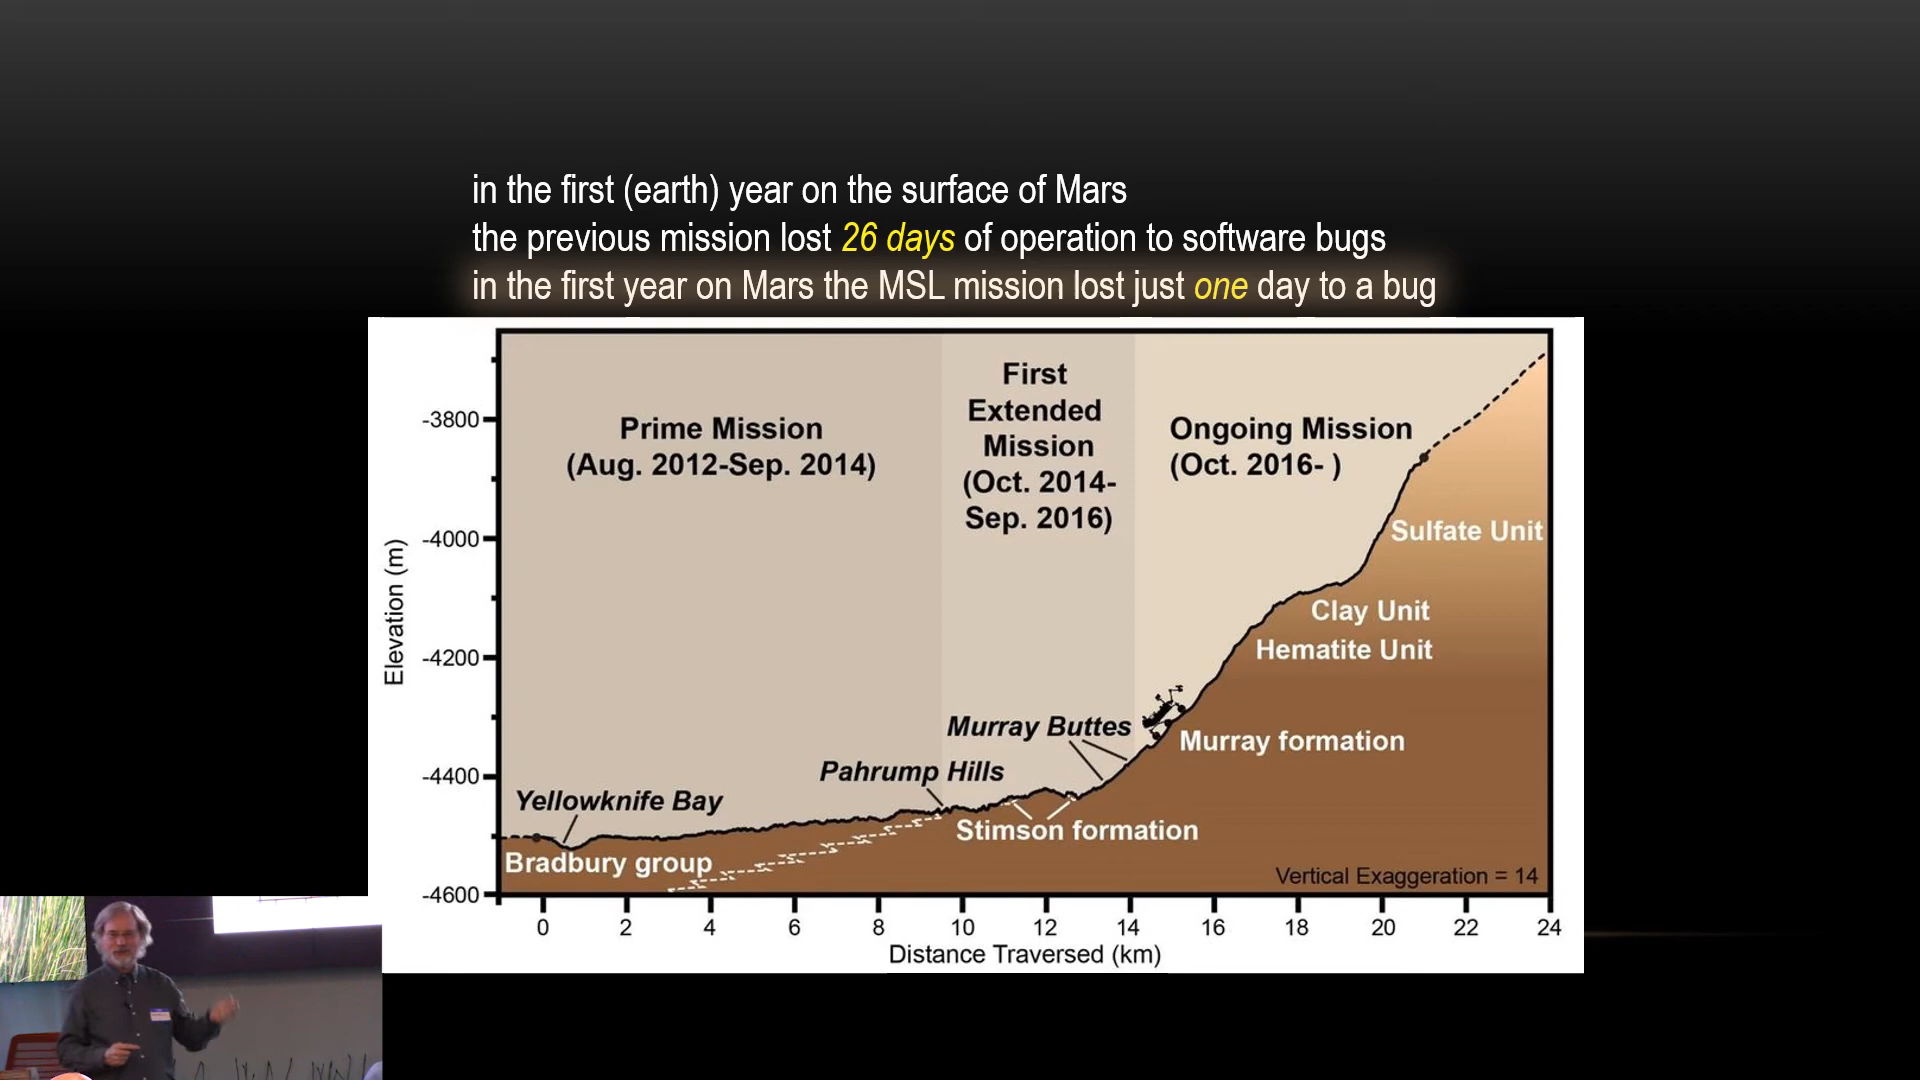 in the first (earth) year on the surface of Mars
the previous mission lost 26 days of operation to software bugs
in the first year on Mars the MSL mission lost just one day to a bug
Prime Mission
(Aug. 2012-Sep. 2014)
First
Extended
Mission
(Oct. 2014-
Sep. 2016)
Ongoing Mission
(Oct. 2016- )
Elevation (m)
-3800
-4000
-4200
-4400
-4600
Sulfate Unit
Clay Unit
Hematite Unit
Murray Buttes
Murray formation
Pahrump Hills
Yellowknife Bay
Stimson formation
Bradbury group
Vertical Exaggeration = 14
0 2 4 6 8 10 12 14 16 18 20 22 24
Distance Traversed (km)